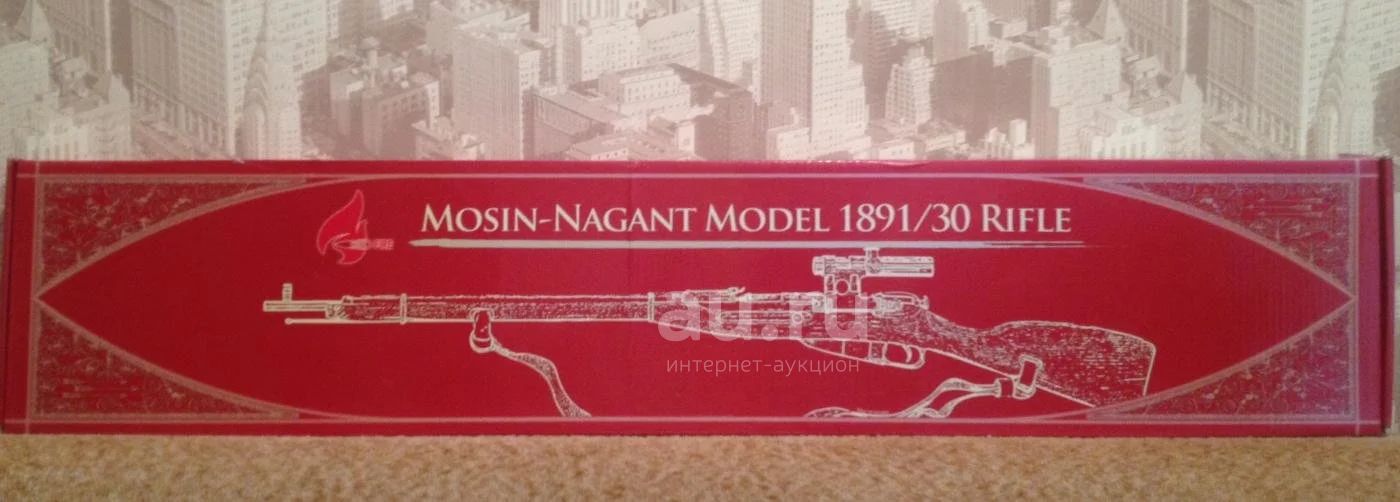 MOSIN-NAGANT MODEL 1891/30 RIFLE
au.ru
интернет-аукцион